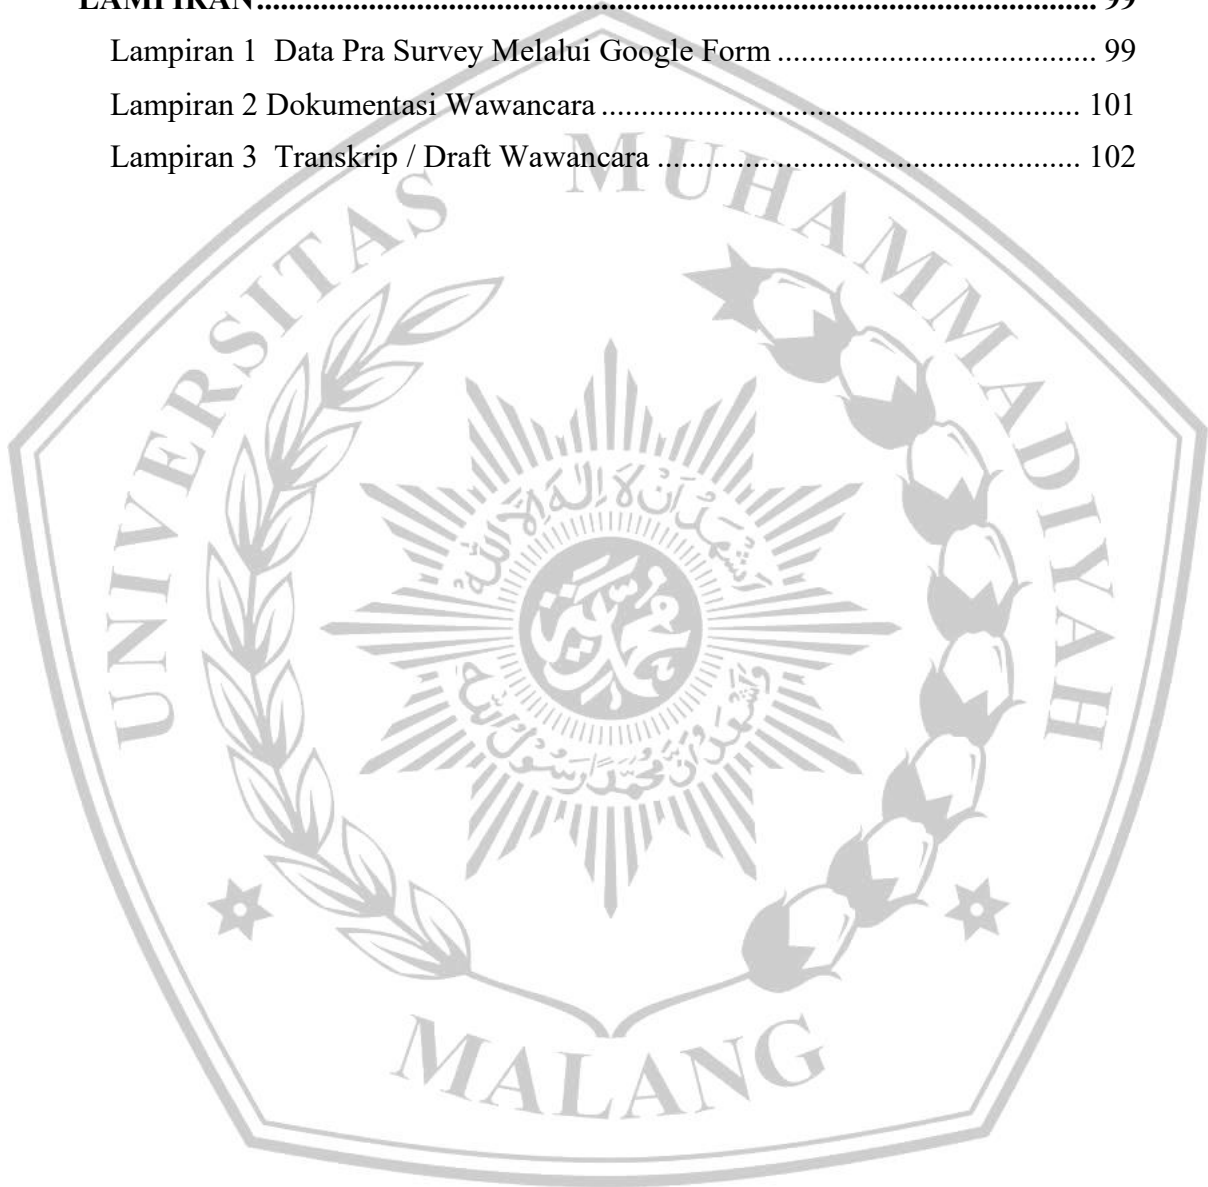 LAMPIRAN 99
Lampiran 1  Data Pra Survey Melalui Google Form 99
Lampiran 2 Dokumentasi Wawancara 101
Lampiran 3  Transkrip / Draft Wawancara 102
UNIVERSITAS MUHAMMADIYAH
MALANG